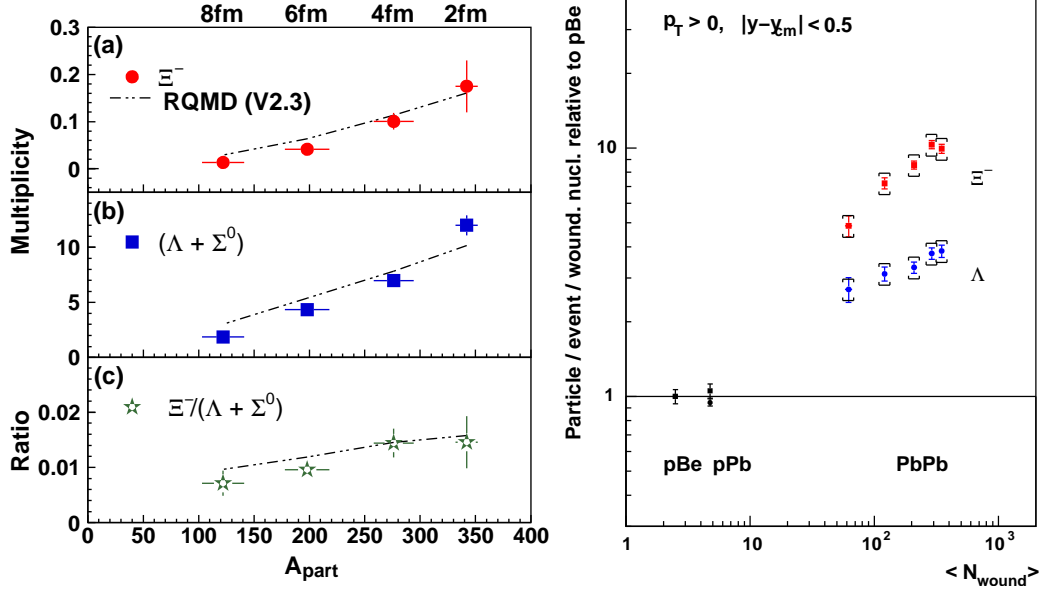 8fm 6fm 4fm 2fm
(a)
Ξ⁻
RQMD (V2.3)
0.3
0.2
0.1
0
Multiplicity
(b)
(Λ + Σ⁰)
10
5
0
(c)
Ξ⁻/(Λ + Σ⁰)
0.02
0.01
0
Ratio
0 50 100 150 200 250 300 350 400
A_part
p_T > 0, |y−y_cm| < 0.5
Particle / event / wound. nucl. relative to pBe
10
1
Ξ⁻
Λ
pBe pPb PbPb
1 10 10² 10³
< N_wound >